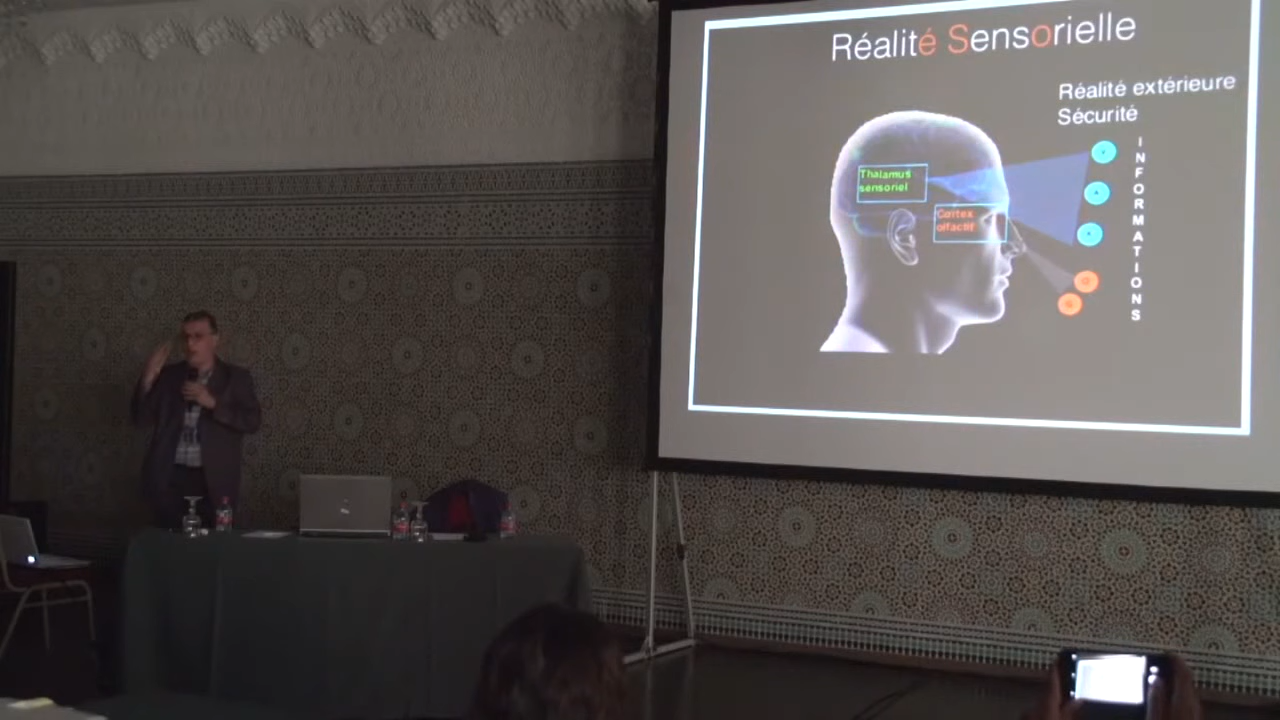 Réalité Sensorielle
Réalité extérieure
Sécurité
Thalamus
sensoriel
Cortex
olfactif
INFORMATIONS